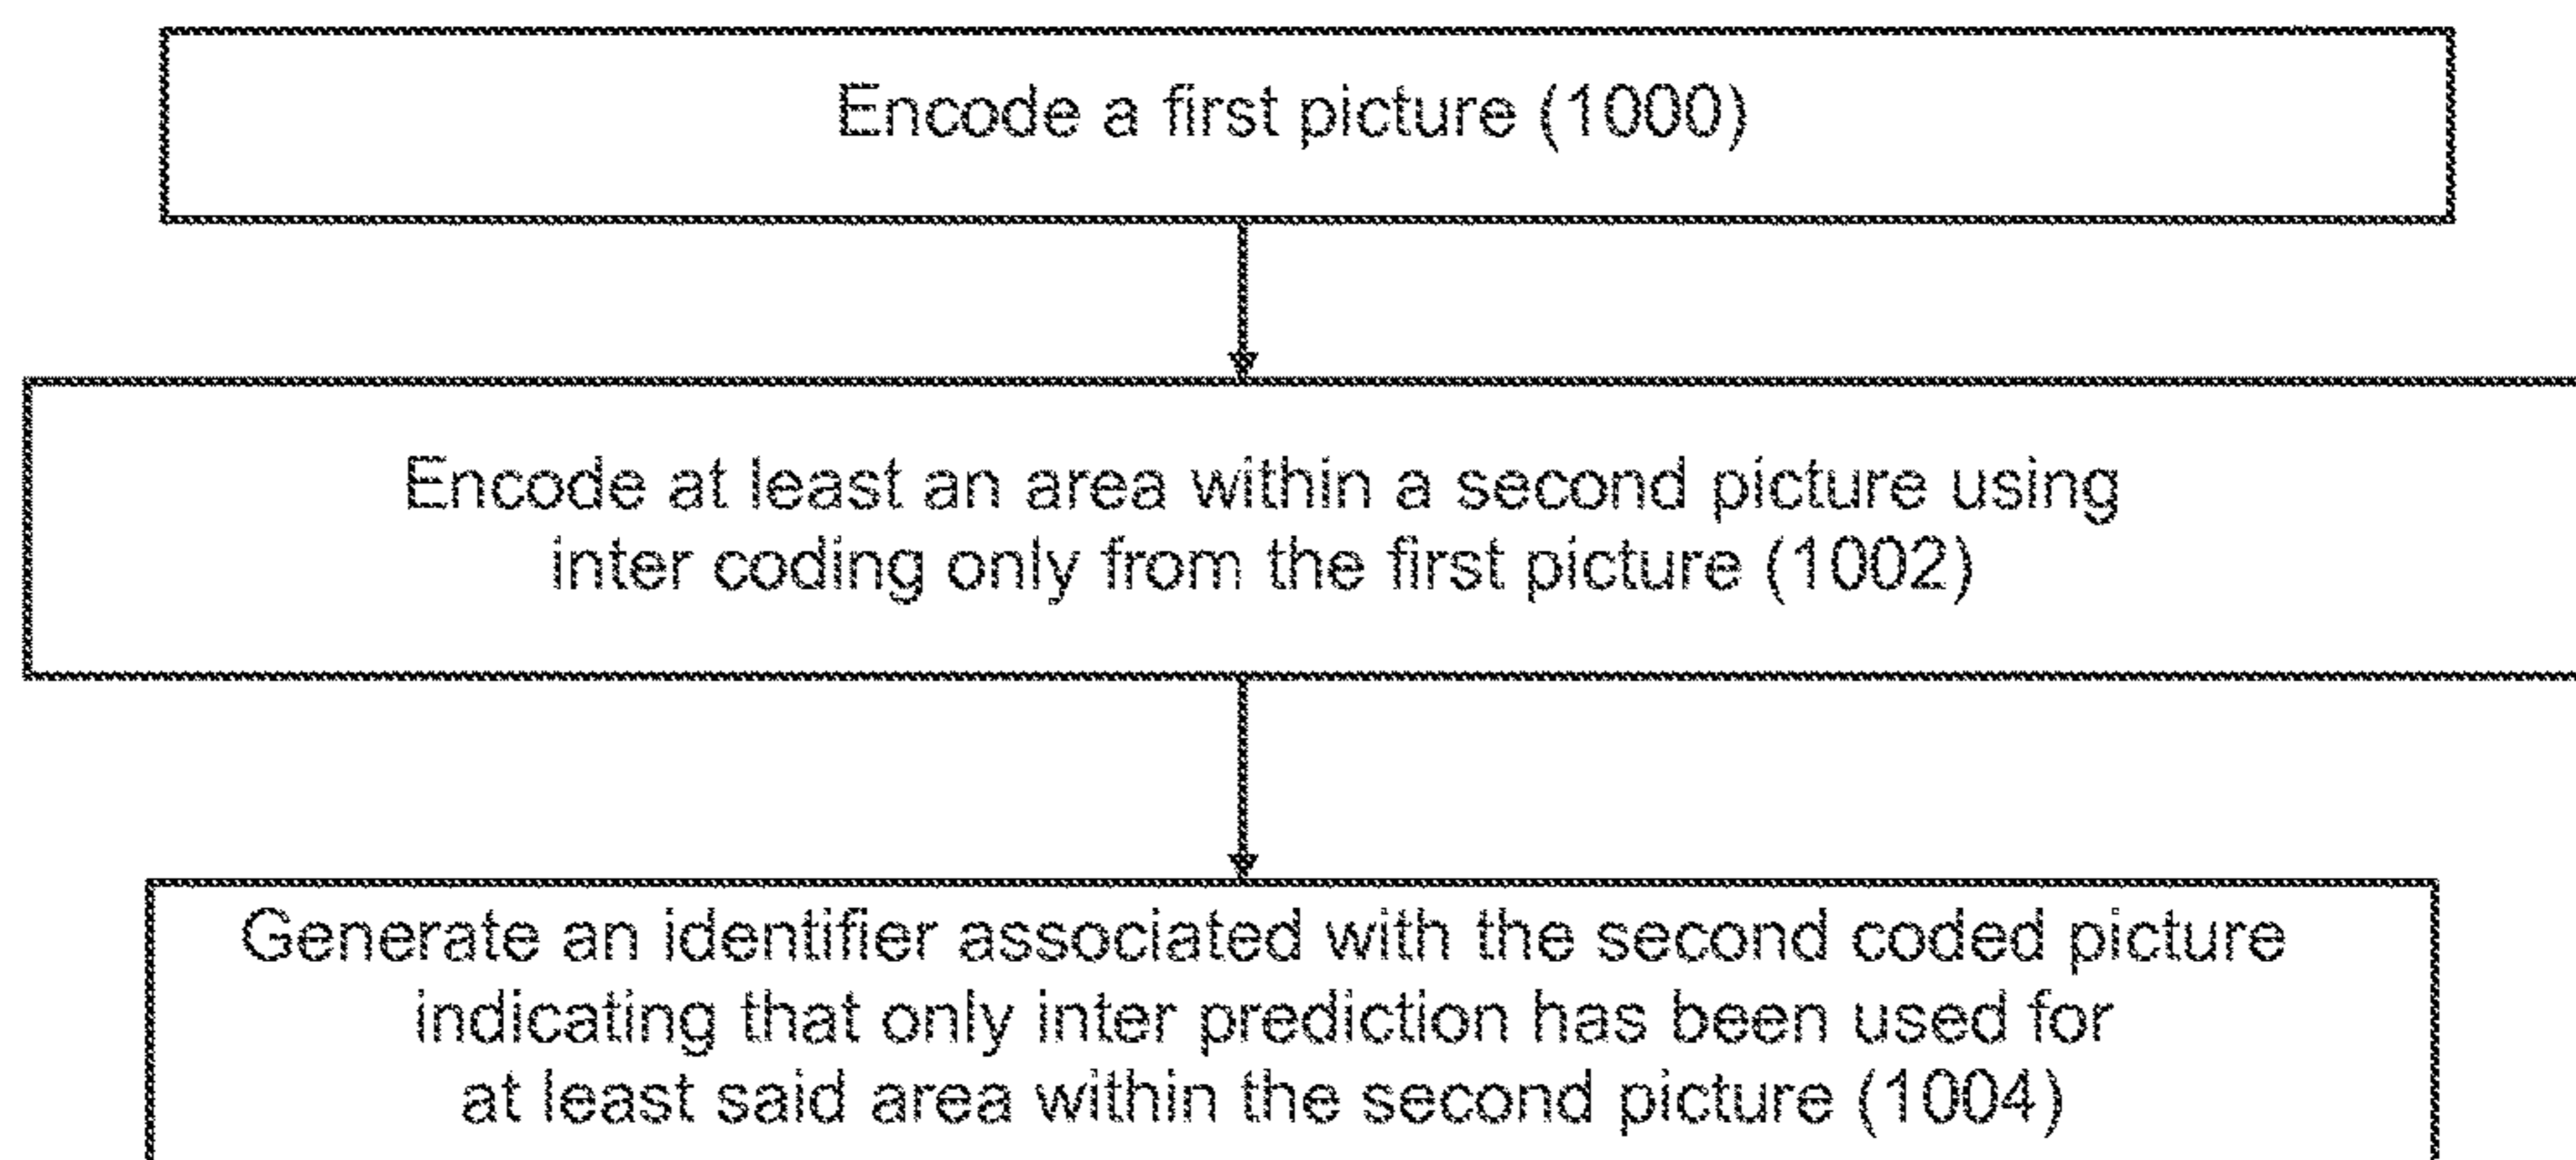 Encode a first picture (1000)
Encode at least an area within a second picture using
inter coding only from the first picture (1002)
Generate an identifier associated with the second coded picture
indicating that only inter prediction has been used for
at least said area within the second picture (1004)